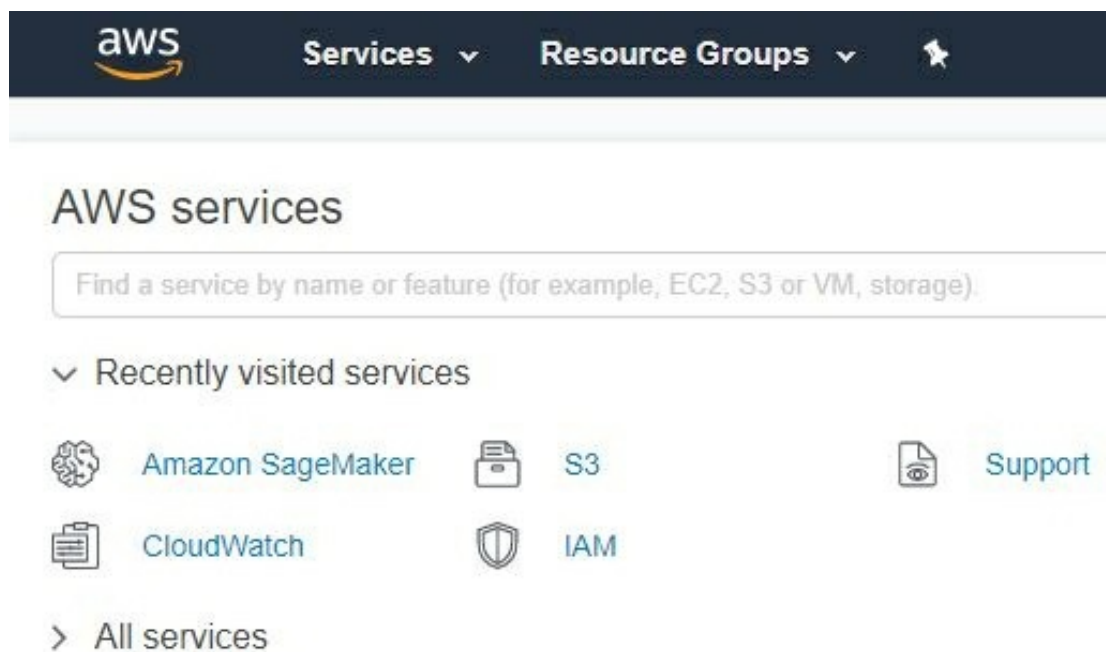 aws Services Resource Groups
AWS services
Find a service by name or feature (for example, EC2, S3 or VM, storage).
Recently visited services
Amazon SageMaker S3 Support
CloudWatch IAM
All services